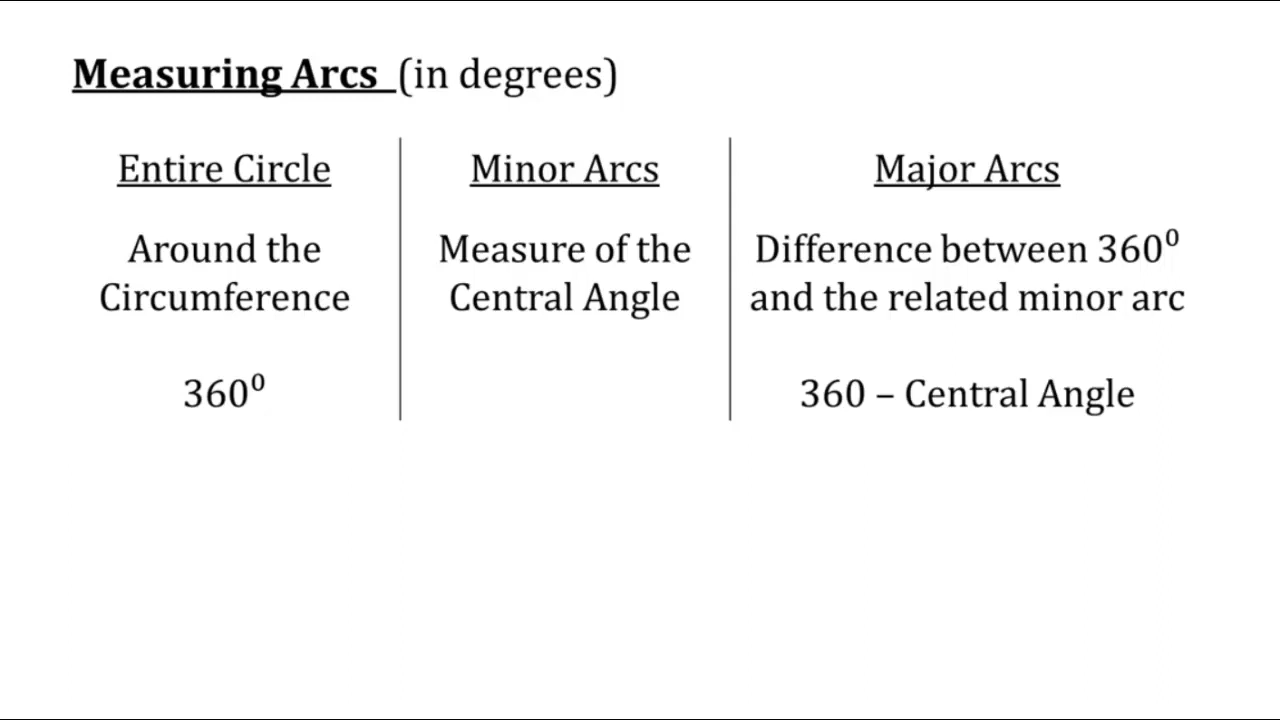 Measuring Arcs (in degrees)
Entire Circle
Around the
Circumference
360⁰
Minor Arcs
Measure of the
Central Angle
Major Arcs
Difference between 360⁰
and the related minor arc
360 – Central Angle